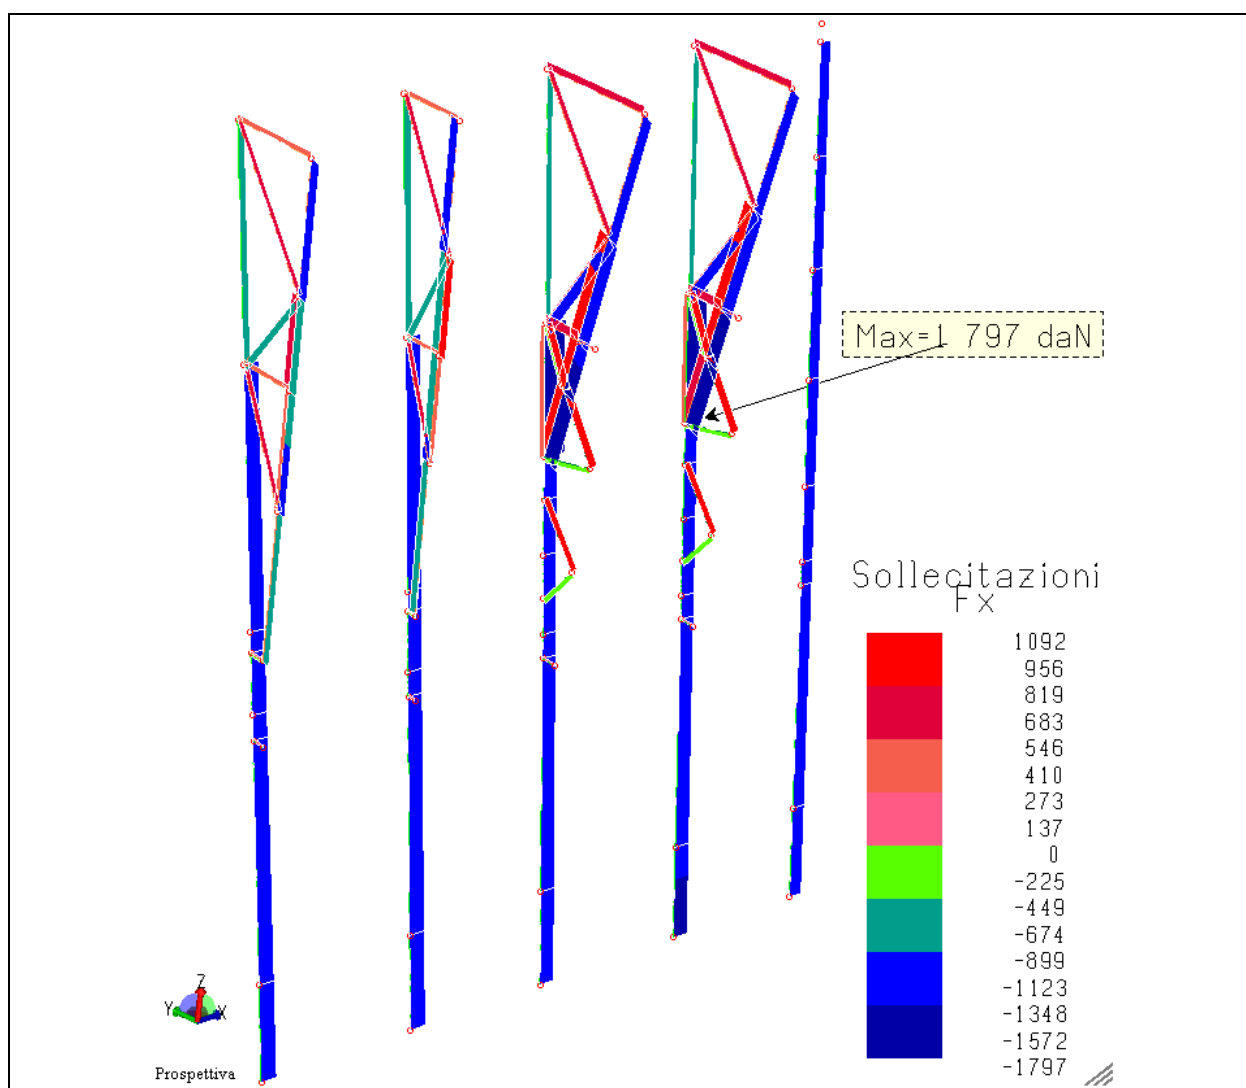 Max=1 797 daN
Sollecitazioni
Fx
1092
956
819
683
546
410
273
137
0
-225
-449
-674
-899
-1123
-1348
-1572
-1797
Z
Y
X
Prospettiva